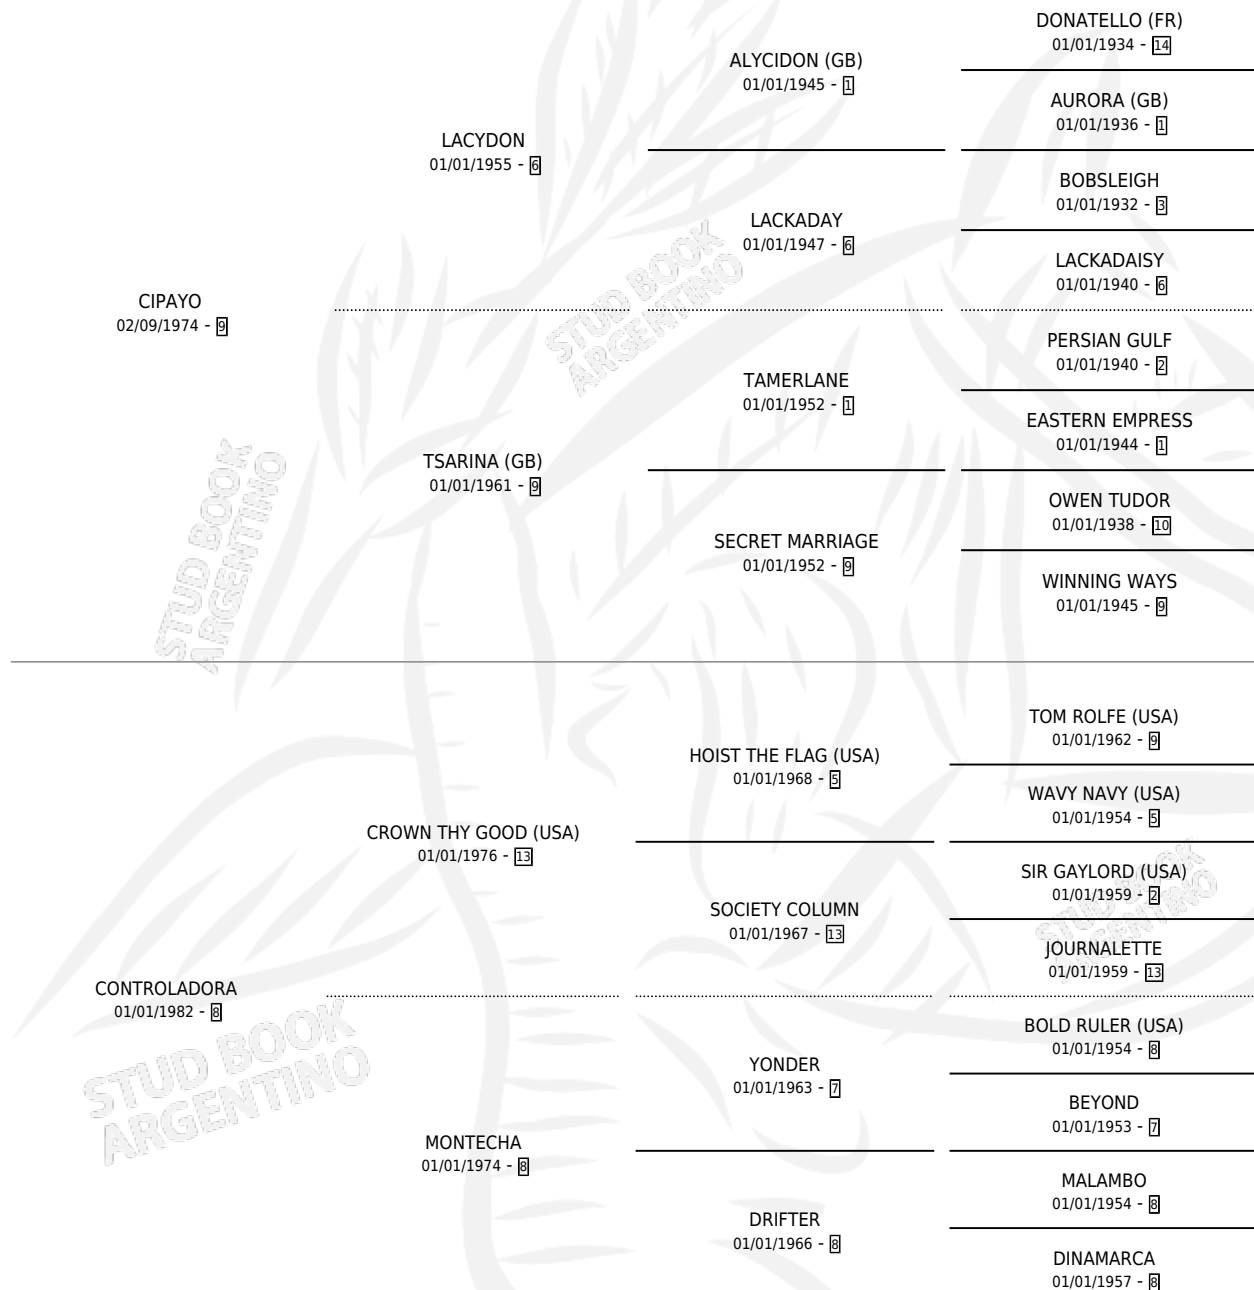 DONATELLO (FR)
01/01/1934 - 14
ALYCIDON (GB)
01/01/1945 - 1
AURORA (GB)
01/01/1936 - 1
LACYDON
01/01/1955 - 6
BOBSLEIGH
01/01/1932 - 3
LACKADAY
01/01/1947 - 6
LACKADAISY
01/01/1940 - 6
CIPAYO
02/09/1974 - 9
PERSIAN GULF
01/01/1940 - 2
TAMERLANE
01/01/1952 - 1
EASTERN EMPRESS
01/01/1944 - 1
TSARINA (GB)
01/01/1961 - 9
OWEN TUDOR
01/01/1938 - 10
SECRET MARRIAGE
01/01/1952 - 9
WINNING WAYS
01/01/1945 - 9
TOM ROLFE (USA)
01/01/1962 - 9
HOIST THE FLAG (USA)
01/01/1968 - 5
WAVY NAVY (USA)
01/01/1954 - 5
CROWN THY GOOD (USA)
01/01/1976 - 13
SIR GAYLORD (USA)
01/01/1959 - 2
SOCIETY COLUMN
01/01/1967 - 13
JOURNALETTE
01/01/1959 - 13
CONTROLADORA
01/01/1982 - 8
BOLD RULER (USA)
01/01/1954 - 8
YONDER
01/01/1963 - 7
BEYOND
01/01/1953 - 7
MONTECHA
01/01/1974 - 8
MALAMBO
01/01/1954 - 8
DRIFTER
01/01/1966 - 8
DINAMARCA
01/01/1957 - 8
STUD BOOK
ARGENTINO
STUD BOOK
ARGENTINO
STUD BOOK
ARGENTINO
STUD BOOK
ARGENTINO